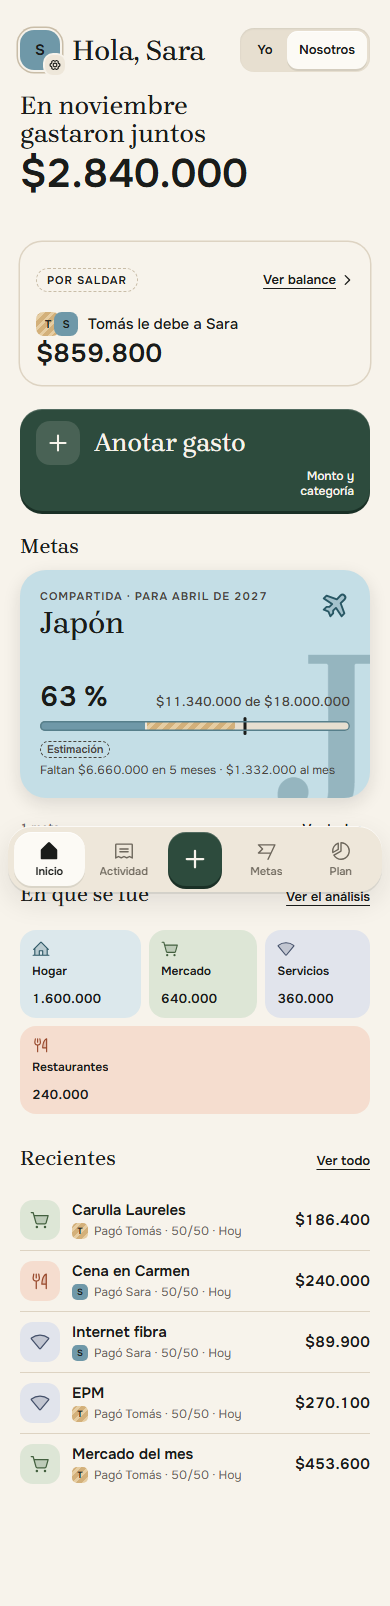 S
Hola, Sara
Yo
Nosotros
En noviembre
gastaron juntos
$2.840.000
POR SALDAR
Ver balance
T S
Tomás le debe a Sara
$859.800
Anotar gasto
Monto y
categoría
Metas
COMPARTIDA · PARA ABRIL DE 2027
Japón
J
63 %
$11.340.000 de $18.000.000
Estimación
Faltan $6.660.000 en 5 meses · $1.332.000 al mes
Inicio
Actividad
Metas
Plan
En qué se fue
Ver el análisis
Hogar
1.600.000
Mercado
640.000
Servicios
360.000
Restaurantes
240.000
Recientes
Ver todo
Carulla Laureles
T Pagó Tomás · 50/50 · Hoy
$186.400
Cena en Carmen
S Pagó Sara · 50/50 · Hoy
$240.000
Internet fibra
S Pagó Sara · 50/50 · Hoy
$89.900
EPM
T Pagó Tomás · 50/50 · Hoy
$270.100
Mercado del mes
T Pagó Tomás · 50/50 · Hoy
$453.600